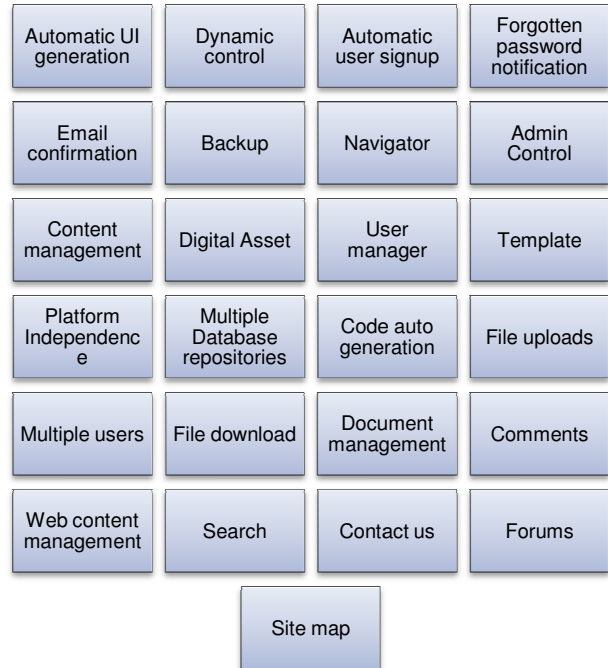 Automatic UI
generation
Dynamic
control
Automatic
user signup
Forgotten
password
notification
Email
confirmation
Backup
Navigator
Admin
Control
Content
management
Digital Asset
User
manager
Template
Platform
Independenc
e
Multiple
Database
repositories
Code auto
generation
File uploads
Multiple users
File download
Document
management
Comments
Web content
management
Search
Contact us
Forums
Site map